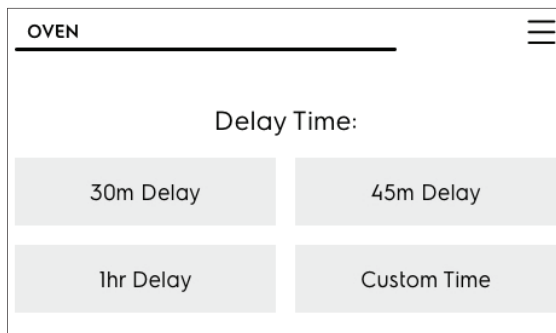 OVEN
Delay Time:
30m Delay
45m Delay
1hr Delay
Custom Time